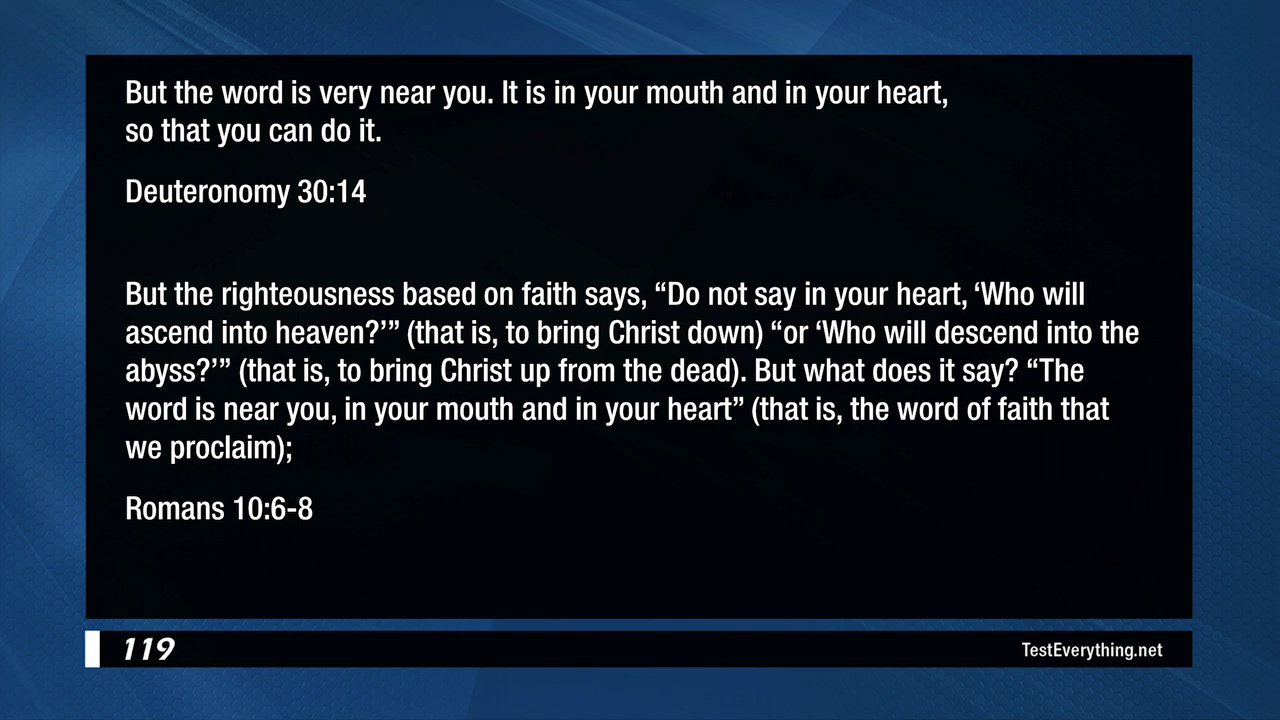 But the word is very near you. It is in your mouth and in your heart,
so that you can do it.
Deuteronomy 30:14
But the righteousness based on faith says, “Do not say in your heart, ‘Who will
ascend into heaven?’” (that is, to bring Christ down) “or ‘Who will descend into the
abyss?’” (that is, to bring Christ up from the dead). But what does it say? “The
word is near you, in your mouth and in your heart” (that is, the word of faith that
we proclaim);
Romans 10:6-8
119
TestEverything.net